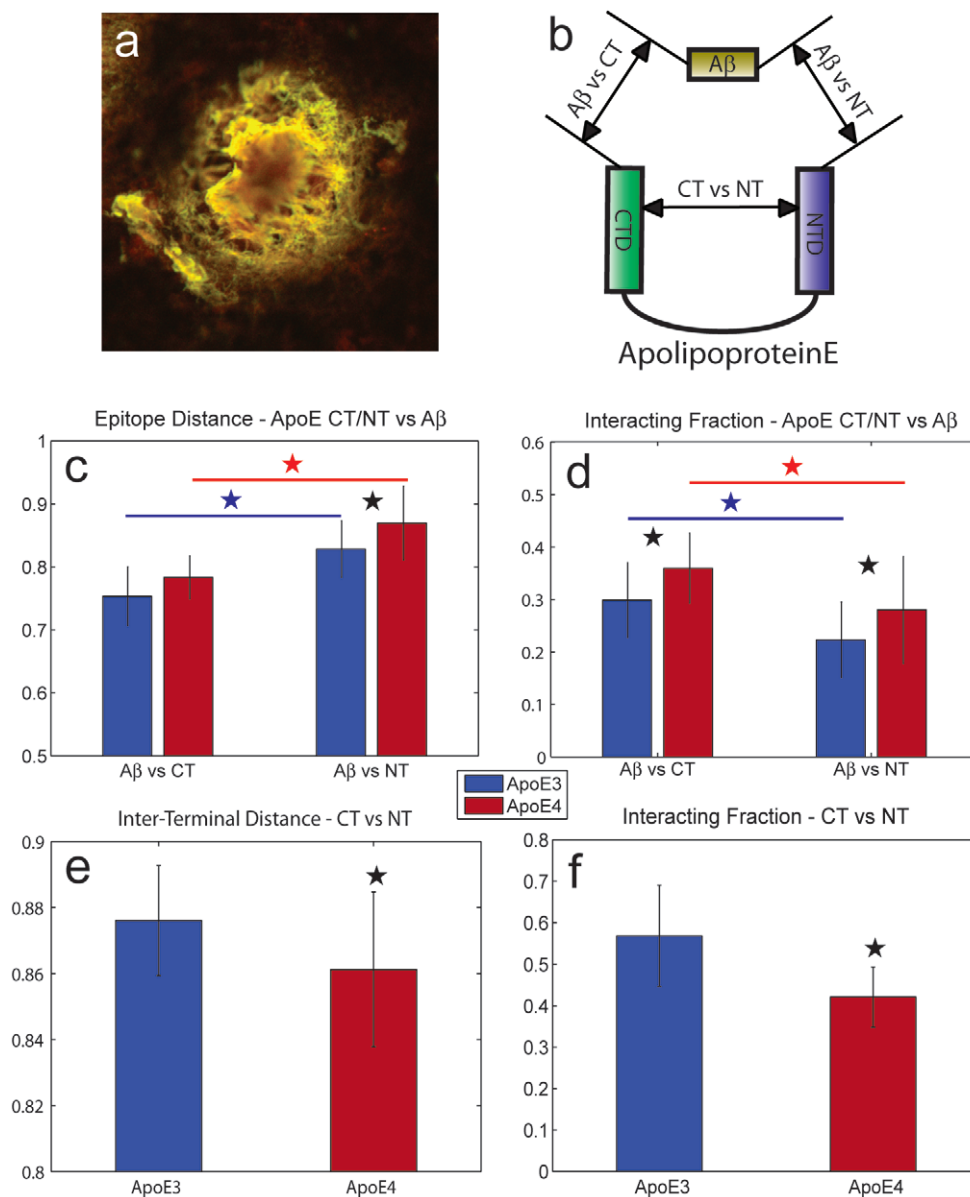 a
b
Aβ
Aβ vs CT
Aβ vs NT
CT vs NT
CTD
NTD
ApolipoproteinE
Epitope Distance - ApoE CT/NT vs Aβ
c
1
0.9
0.8
0.7
0.6
0.5
Aβ vs CT
Aβ vs NT
Interacting Fraction - ApoE CT/NT vs Aβ
d
0.6
0.5
0.4
0.3
0.2
0.1
0
Aβ vs CT
Aβ vs NT
ApoE3
ApoE4
Inter-Terminal Distance - CT vs NT
e
0.9
0.88
0.86
0.84
0.82
0.8
ApoE3
ApoE4
Interacting Fraction - CT vs NT
f
0.8
0.7
0.6
0.5
0.4
0.3
0.2
0.1
0
ApoE3
ApoE4